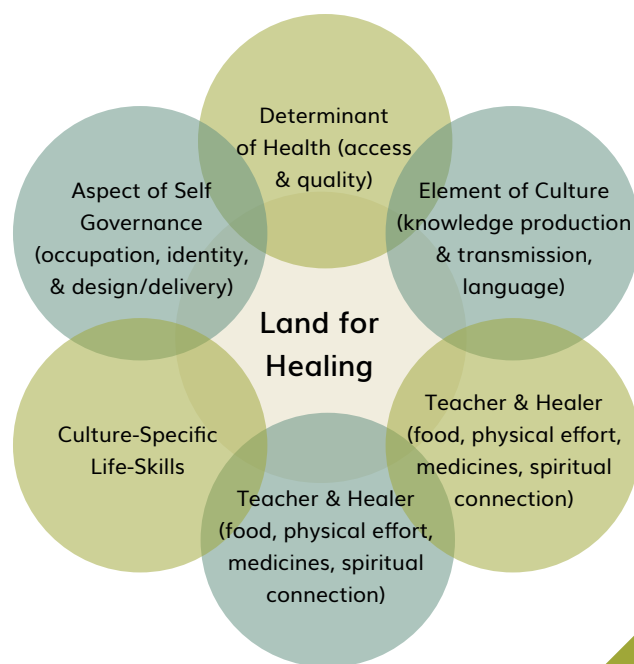 Determinant
of Health (access
& quality)
Element of Culture
(knowledge production
& transmission,
language)
Teacher & Healer
(food, physical effort,
medicines, spiritual
connection)
Teacher & Healer
(food, physical effort,
medicines, spiritual
connection)
Culture-Specific
Life-Skills
Aspect of Self
Governance
(occupation, identity,
& design/delivery)
Land for
Healing